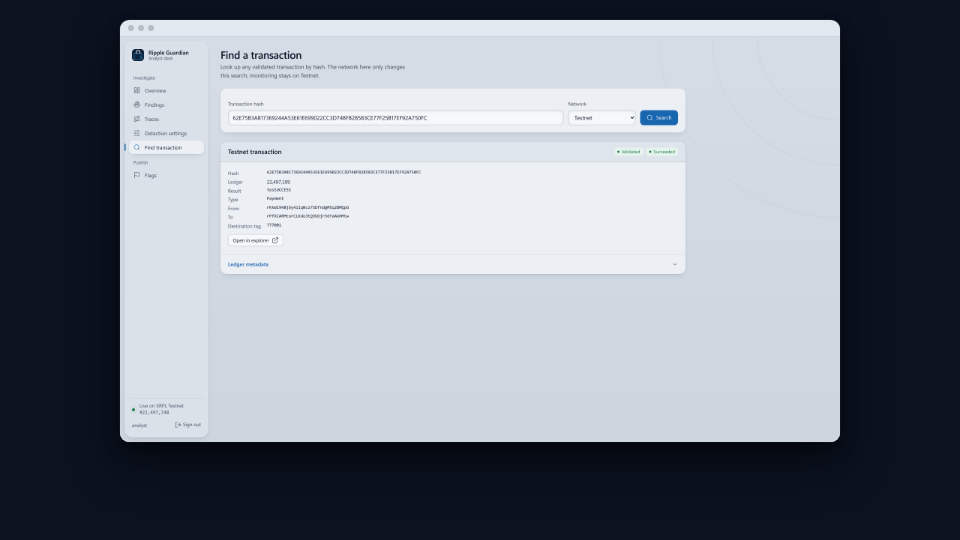 Ripple Guardian
Analyst desk
Investigate
Overview
Findings
Traces
Detection settings
Find transaction
Publish
Flags
Live on XRPL Testnet
analyst
Sign out
Find a transaction
Look up any validated transaction by hash. The network here only changes
this search; monitoring stays on Testnet.
Transaction hash
Network
Testnet
Search
Testnet transaction
Validated
Succeeded
Hash
Ledger
22,497,109
Result
tesSUCCESS
Type
Payment
From
To
Destination tag
Open in explorer
Ledger metadata